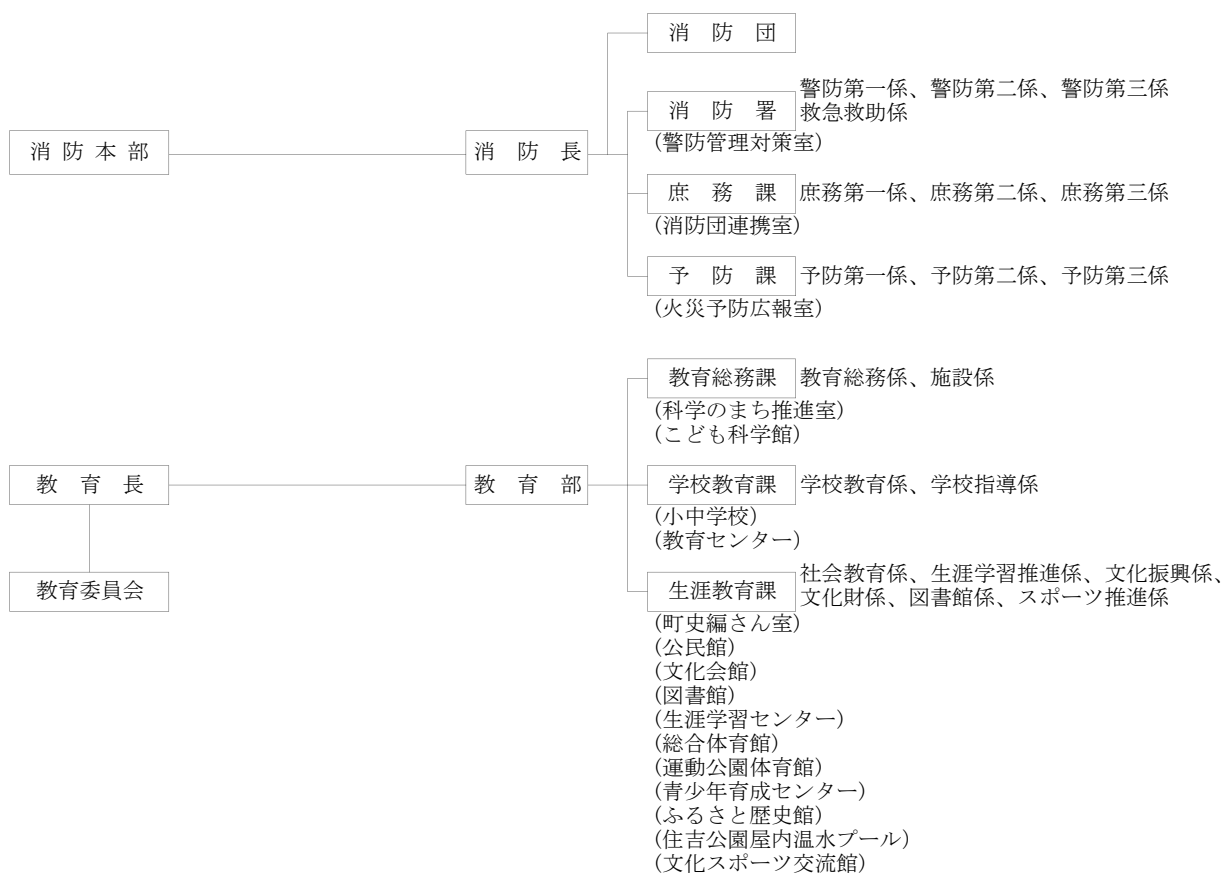 消防団
消防署 警防第一係、警防第二係、警防第三係
救急救助係
(警防管理対策室)
消防本部 消防長
庶務課 庶務第一係、庶務第二係、庶務第三係
(消防団連携室)
予防課 予防第一係、予防第二係、予防第三係
(火災予防広報室)
教育総務課 教育総務係、施設係
(科学のまち推進室)
(こども科学館)
教育長 教育部 学校教育課 学校教育係、学校指導係
(小中学校)
(教育センター)
教育委員会 生涯教育課 社会教育係、生涯学習推進係、文化振興係、
文化財係、図書館係、スポーツ推進係
(町史編さん室)
(公民館)
(文化会館)
(図書館)
(生涯学習センター)
(総合体育館)
(運動公園体育館)
(青少年育成センター)
(ふるさと歴史館)
(住吉公園屋内温水プール)
(文化スポーツ交流館)